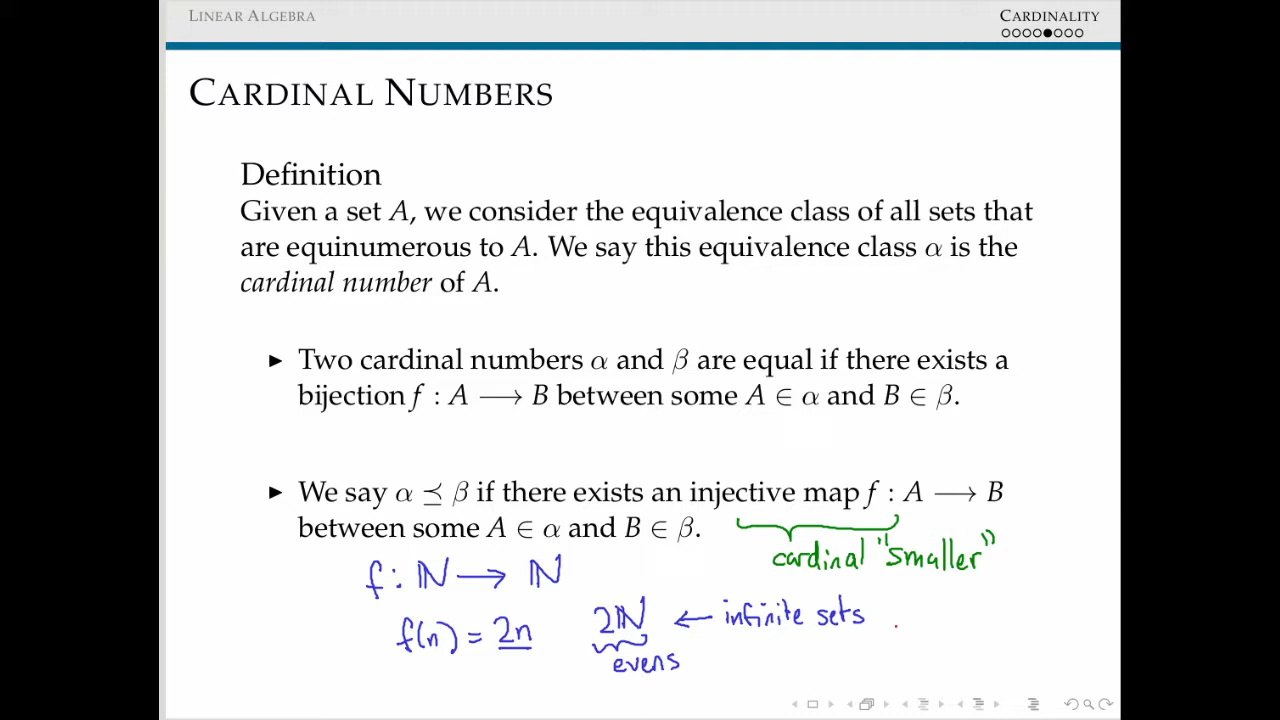 LINEAR ALGEBRA
CARDINALITY
CARDINAL NUMBERS
Definition
Given a set A, we consider the equivalence class of all sets that
are equinumerous to A. We say this equivalence class α is the
cardinal number of A.
▶ Two cardinal numbers α and β are equal if there exists a
bijection f : A ⟶ B between some A ∈ α and B ∈ β.
▶ We say α ⪯ β if there exists an injective map f : A ⟶ B
between some A ∈ α and B ∈ β.
cardinal "smaller"
f: ℕ ⟶ ℕ
f(n) = 2n 2ℕ ← infinite sets
evens